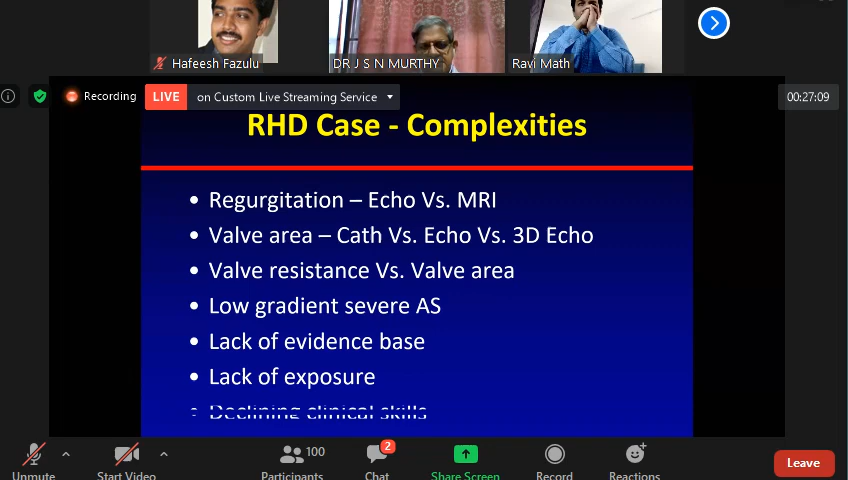 Hafeesh Fazulu
DR J S N MURTHY
Ravi Math
Recording
LIVE
on Custom Live Streaming Service
00:27:09
RHD Case - Complexities
• Regurgitation – Echo Vs. MRI
• Valve area – Cath Vs. Echo Vs. 3D Echo
• Valve resistance Vs. Valve area
• Low gradient severe AS
• Lack of evidence base
• Lack of exposure
• Declining clinical skills
Unmute
Start Video
100
Participants
2
Chat
Share Screen
Record
Reactions
Leave